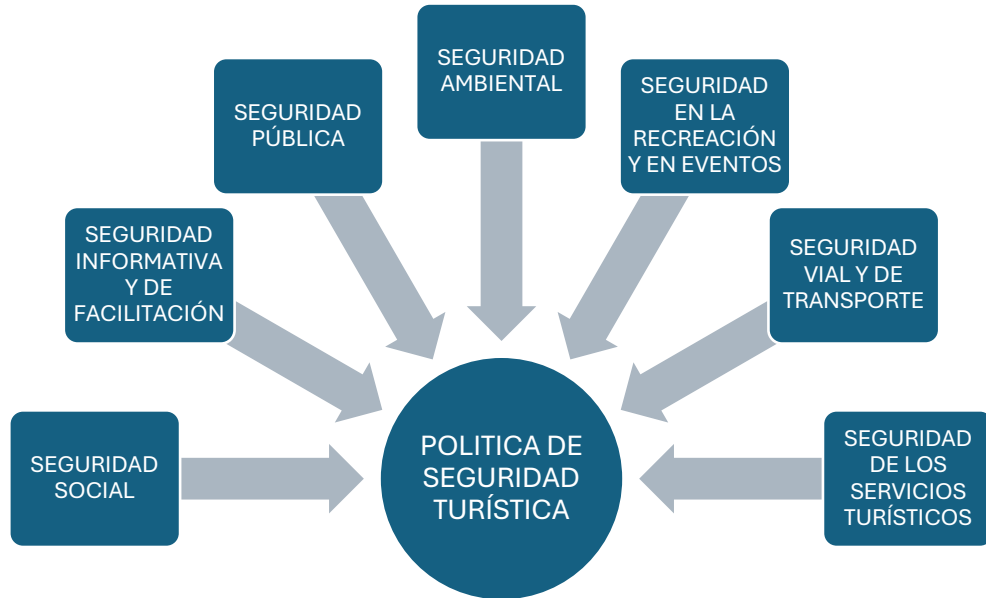 SEGURIDAD
AMBIENTAL
SEGURIDAD
PÚBLICA
SEGURIDAD
EN LA
RECREACIÓN
Y EN EVENTOS
SEGURIDAD
INFORMATIVA
Y DE
FACILITACIÓN
SEGURIDAD
VIAL Y DE
TRANSPORTE
SEGURIDAD
SOCIAL
POLITICA DE
SEGURIDAD
TURÍSTICA
SEGURIDAD
DE LOS
SERVICIOS
TURÍSTICOS